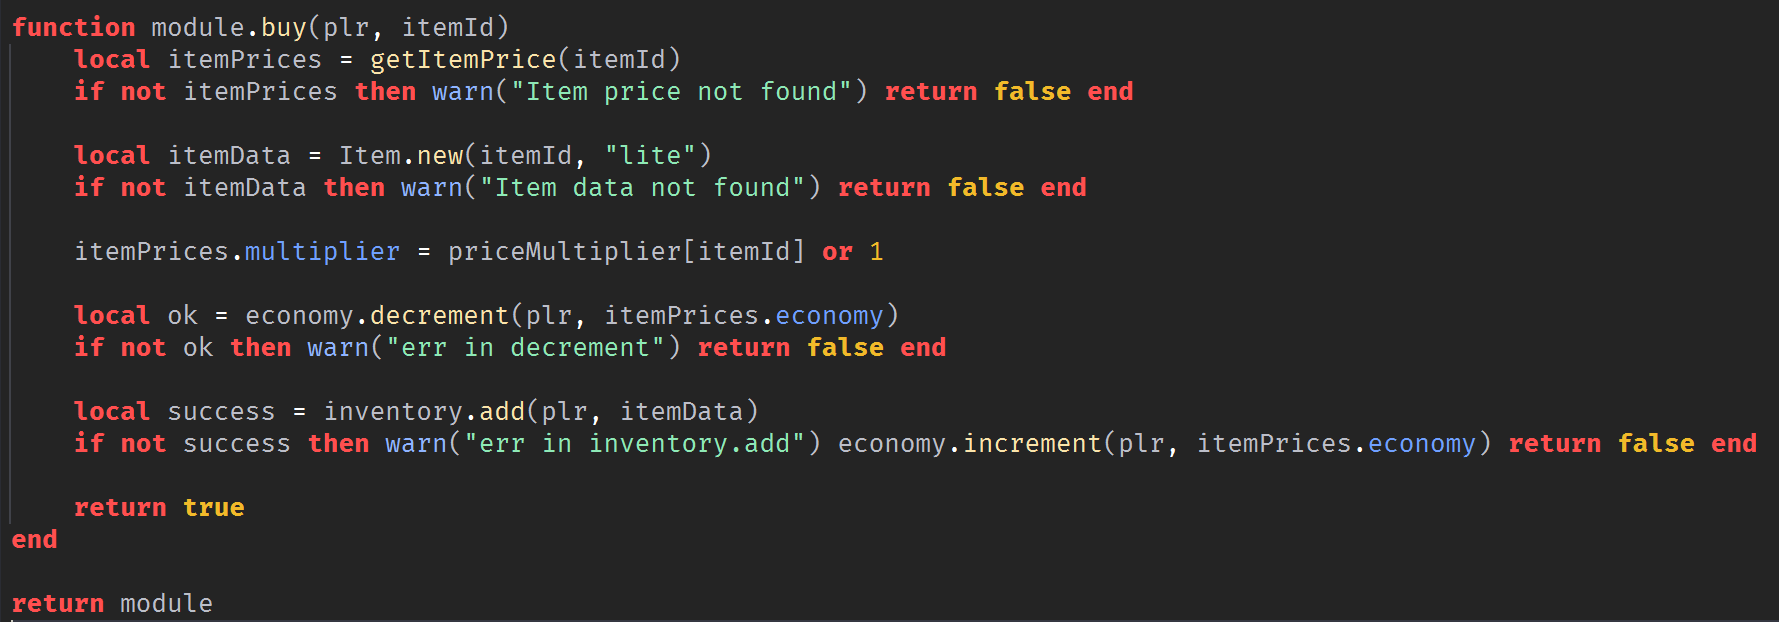 function module.buy(plr, itemId)
    local itemPrices = getItemPrice(itemId)
    if not itemPrices then warn("Item price not found") return false end

    local itemData = Item.new(itemId, "lite")
    if not itemData then warn("Item data not found") return false end

    itemPrices.multiplier = priceMultiplier[itemId] or 1

    local ok = economy.decrement(plr, itemPrices.economy)
    if not ok then warn("err in decrement") return false end

    local success = inventory.add(plr, itemData)
    if not success then warn("err in inventory.add") economy.increment(plr, itemPrices.economy) return false end

    return true
end

return module